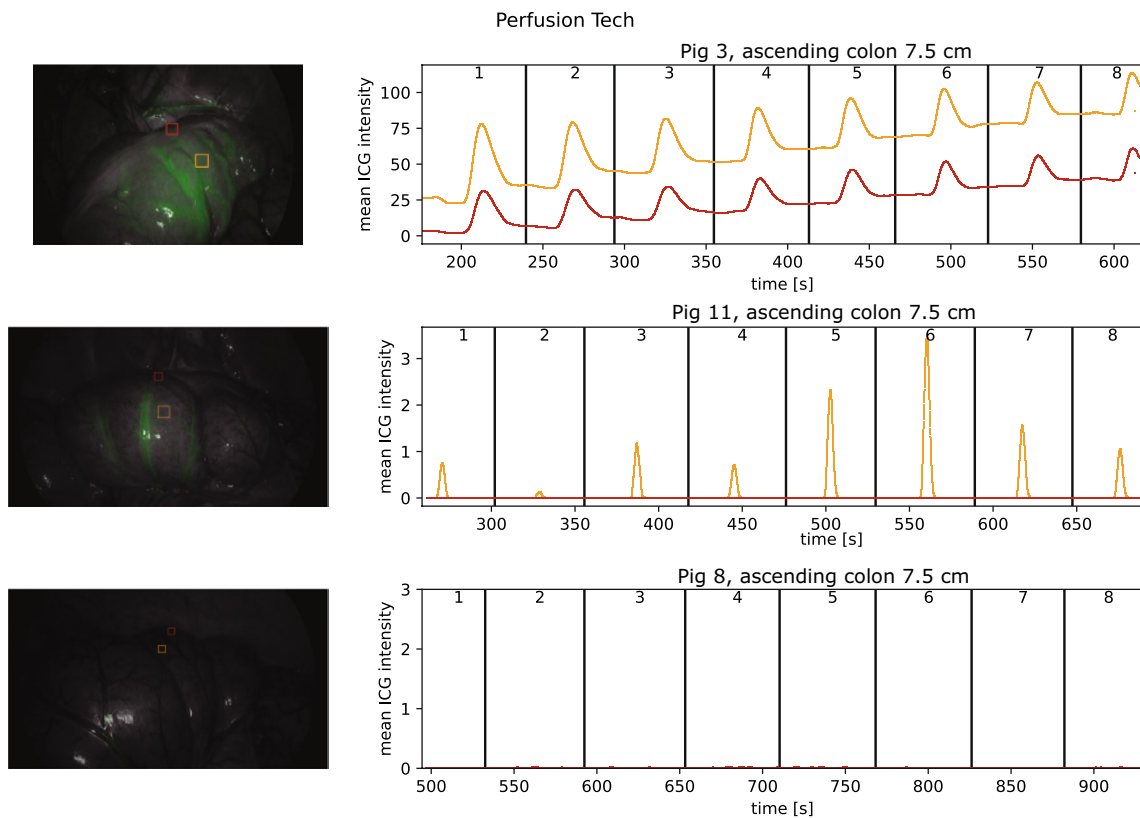 Perfusion Tech
Pig 3, ascending colon 7.5 cm
1 2 3 4 5 6 7 8
mean ICG intensity
100
75
50
25
0
200 250 300 350 400 450 500 550 600
time [s]
Pig 11, ascending colon 7.5 cm
1 2 3 4 5 6 7 8
mean ICG intensity
3
2
1
0
300 350 400 450 500 550 600 650
time [s]
Pig 8, ascending colon 7.5 cm
1 2 3 4 5 6 7 8
mean ICG intensity
3
2
1
0
500 550 600 650 700 750 800 850 900
time [s]